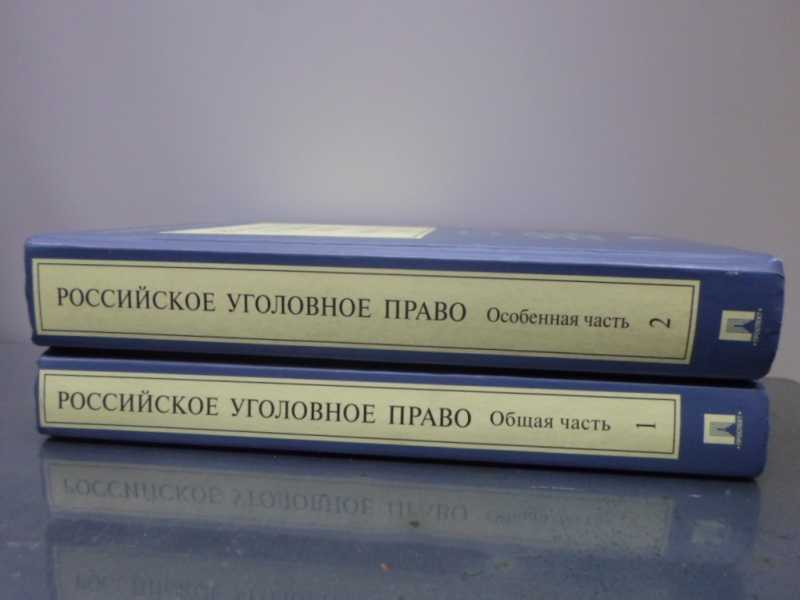 РОССИЙСКОЕ УГОЛОВНОЕ ПРАВО Особенная часть 2
РОССИЙСКОЕ УГОЛОВНОЕ ПРАВО Общая часть 1